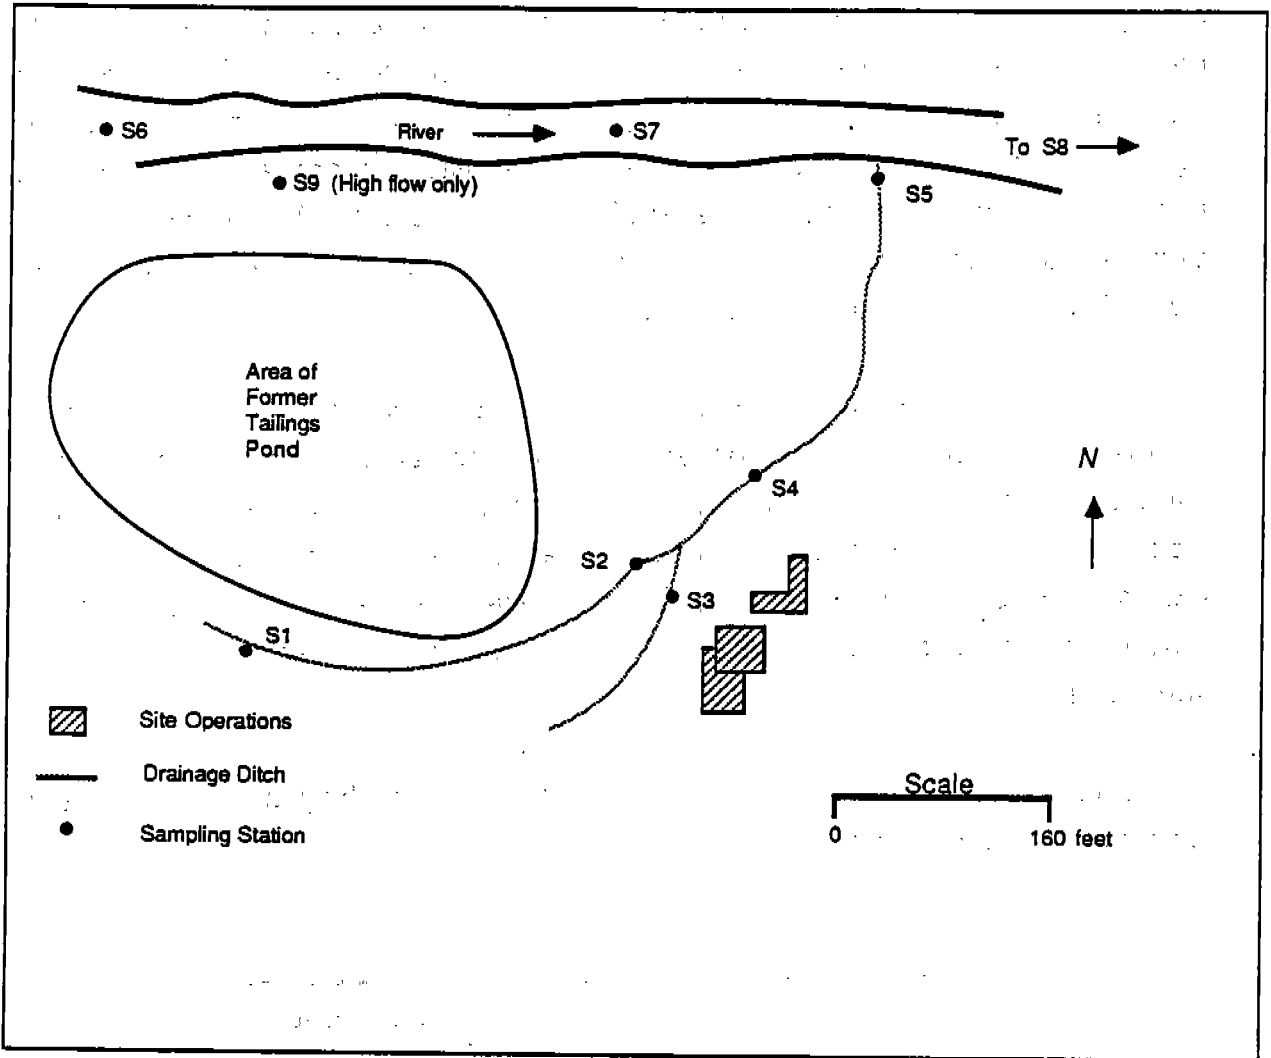 S6
River
S7
To S8
S9 (High flow only)
S5
Area of
Former
Tailings
Pond
N
S4
S2
S3
S1
Site Operations
Drainage Ditch
Scale
Sampling Station
0
160 feet